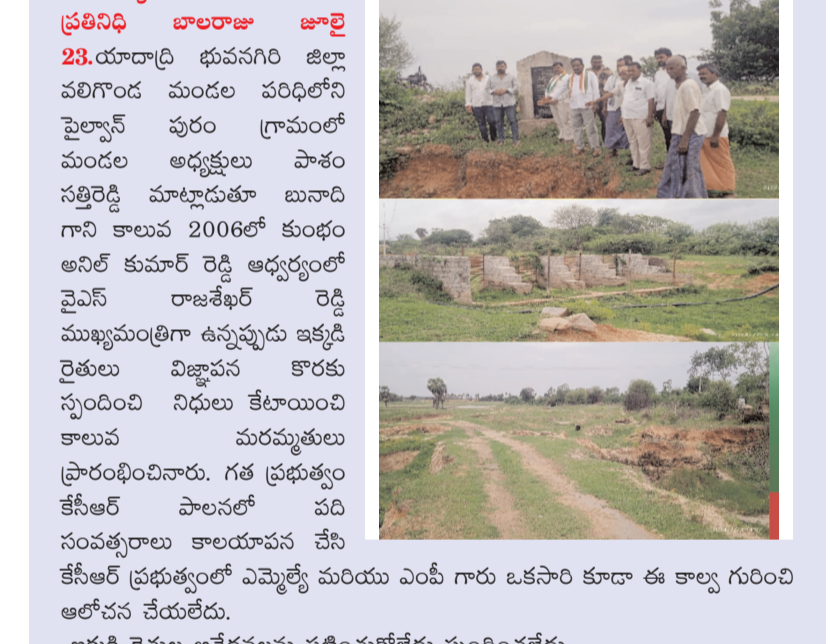 ప్రతినిధి బాలరాజు జూలై
23.యాదాద్రి భువనగిరి జిల్లా
వలిగొండ మండల పరిధిలోని
పైల్వాన్ పురం గ్రామంలో
మండల అధ్యక్షులు పాశం
సత్తిరెడ్డి మాట్లాడుతూ బునాది
గాని కాలువ 2006లో కుంభం
అనిల్ కుమార్ రెడ్డి ఆధ్వర్యంలో
వైఎస్ రాజశేఖర్ రెడ్డి
ముఖ్యమంత్రిగా ఉన్నప్పుడు ఇక్కడి
రైతులు విజ్ఞాపన కొరకు
స్పందించి నిధులు కేటాయించి
కాలువ మరమ్మతులు
ప్రారంభించినారు. గత ప్రభుత్వం
కేసీఆర్ పాలనలో పది
సంవత్సరాలు కాలయాపన చేసి
కేసీఆర్ ప్రభుత్వంలో ఎమ్మెల్యే మరియు ఎంపీ గారు ఒకసారి కూడా ఈ కాల్వ గురించి
ఆలోచన చేయలేదు.